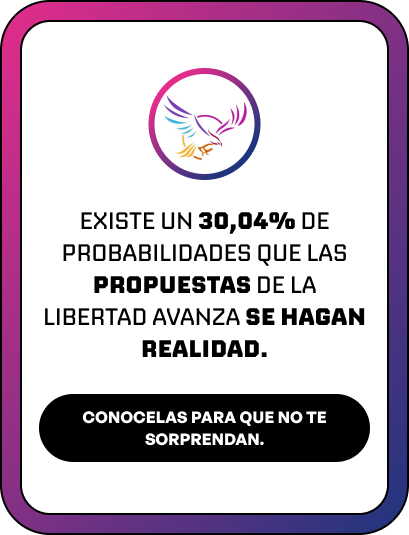 EXISTE UN 30,04% DE
PROBABILIDADES QUE LAS
PROPUESTAS DE LA
LIBERTAD AVANZA SE HAGAN
REALIDAD.
CONOCELAS PARA QUE NO TE
SORPRENDAN.